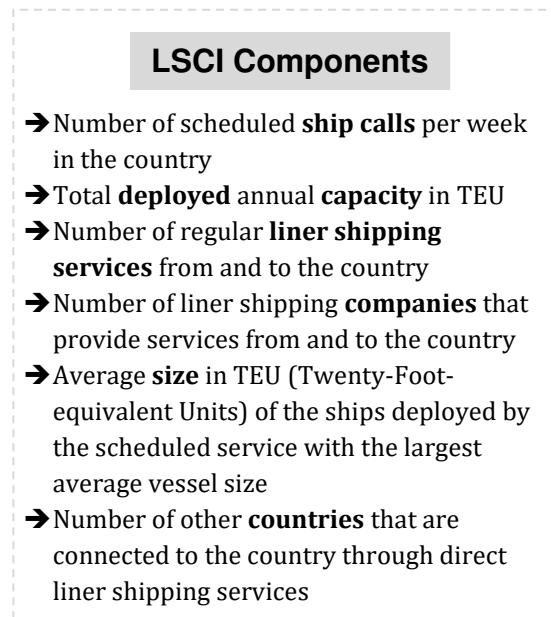 LSCI Components
➔Number of scheduled ship calls per week
in the country
➔Total deployed annual capacity in TEU
➔Number of regular liner shipping
services from and to the country
➔Number of liner shipping companies that
provide services from and to the country
➔Average size in TEU (Twenty-Foot-
equivalent Units) of the ships deployed by
the scheduled service with the largest
average vessel size
➔Number of other countries that are
connected to the country through direct
liner shipping services